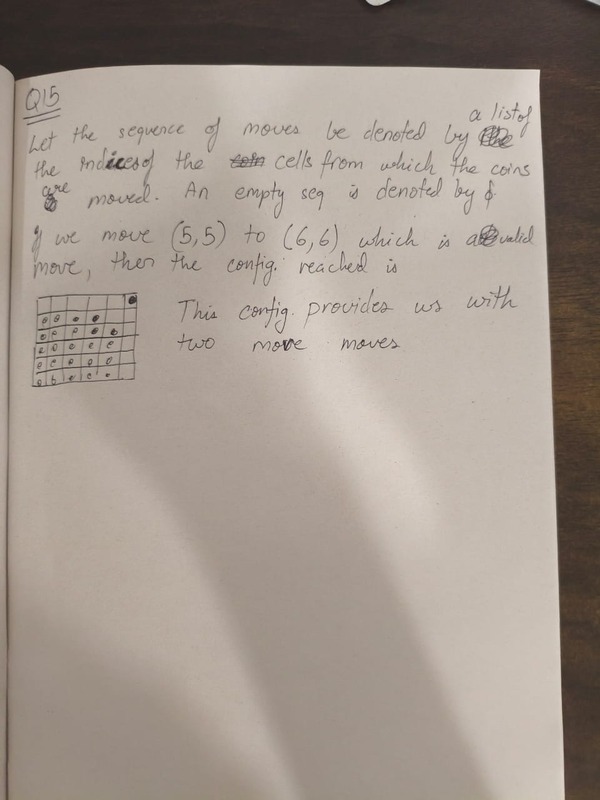 Q15
a list of
Let the sequence of moves be denoted by
the indices of the cells from which the coins
are moved. An empty seq is denoted by ϕ.
If we move (5,5) to (6,6) which is a valid
move, then the config. reached is
This config. provides us with
two move moves